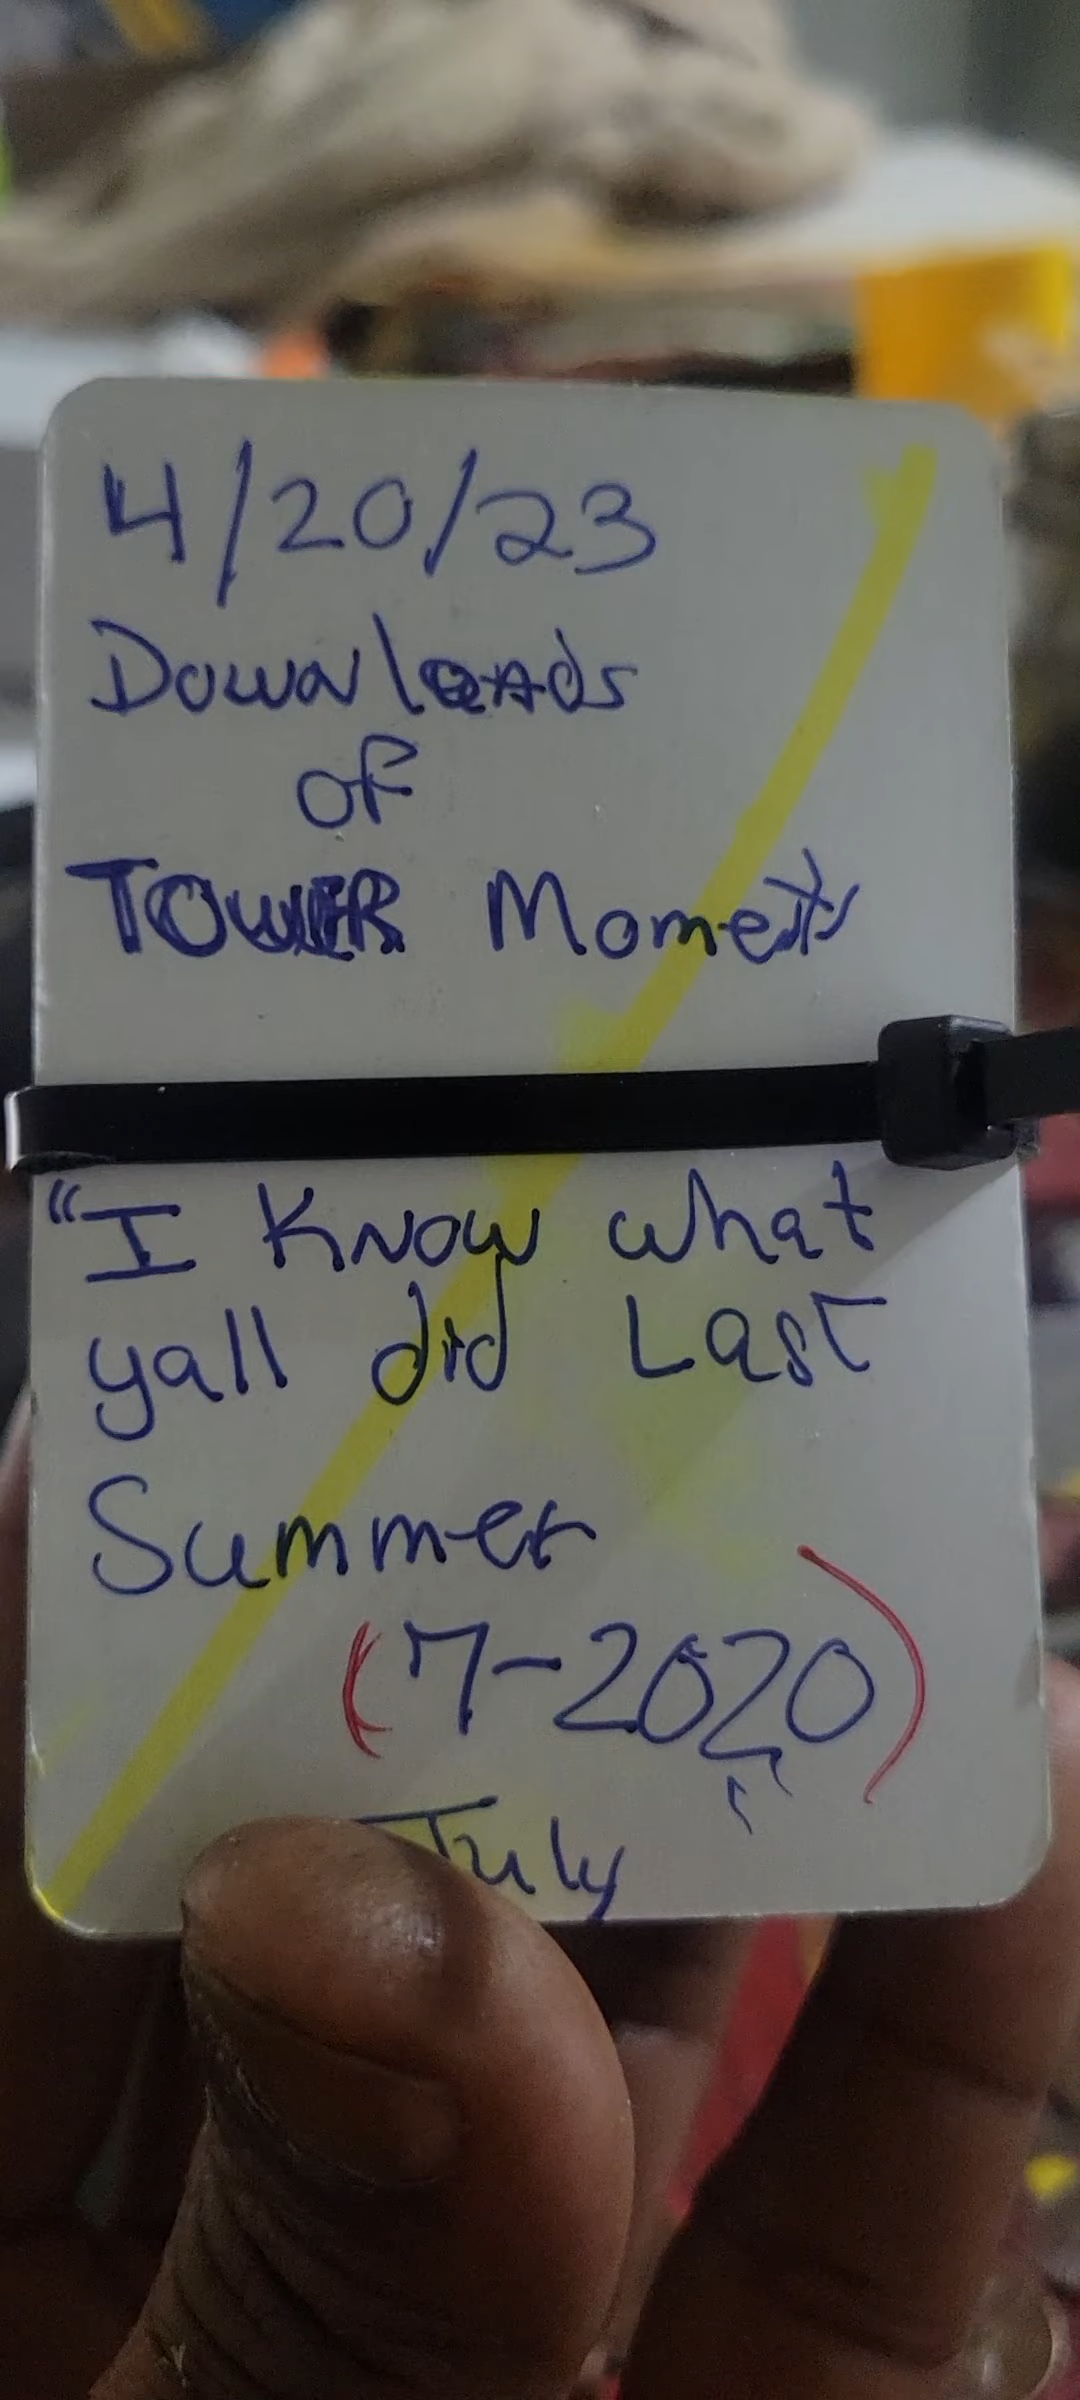 4/20/23
Downloads
of
TOWER Moments
"I Know what
yall did Last
Summer
(7-2020)
July